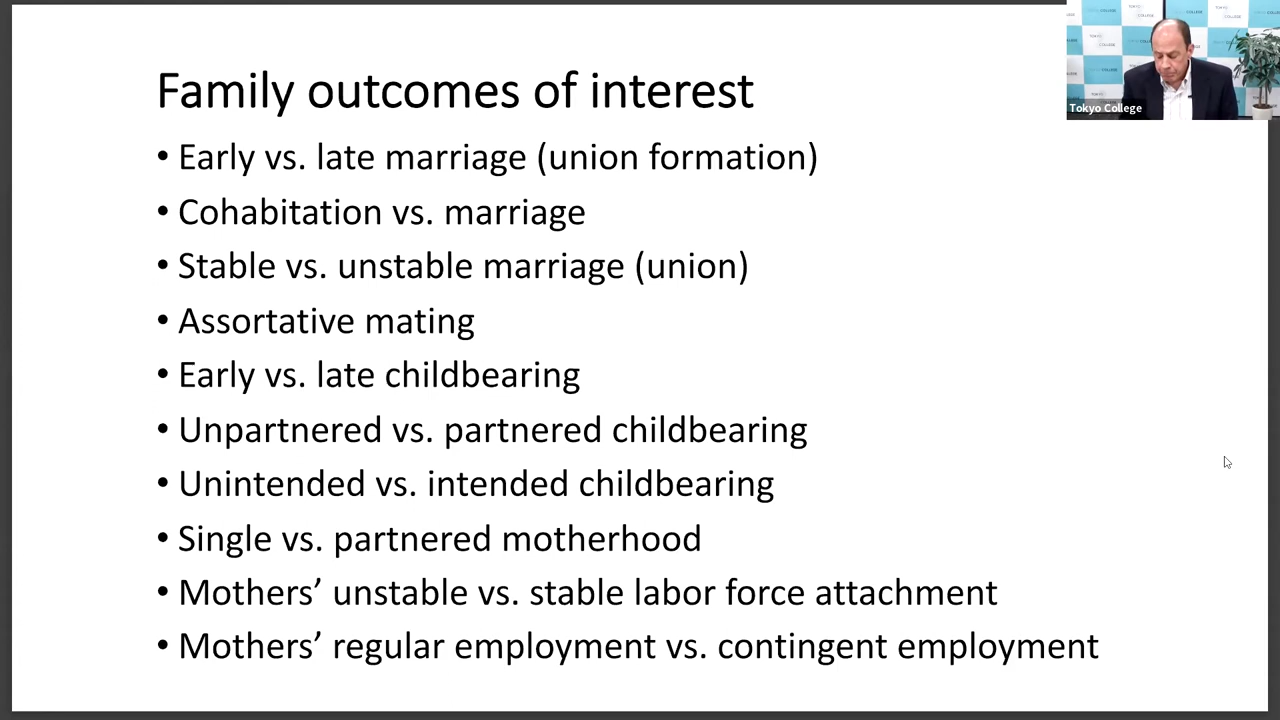 Family outcomes of interest
• Early vs. late marriage (union formation)
• Cohabitation vs. marriage
• Stable vs. unstable marriage (union)
• Assortative mating
• Early vs. late childbearing
• Unpartnered vs. partnered childbearing
• Unintended vs. intended childbearing
• Single vs. partnered motherhood
• Mothers’ unstable vs. stable labor force attachment
• Mothers’ regular employment vs. contingent employment
Tokyo College